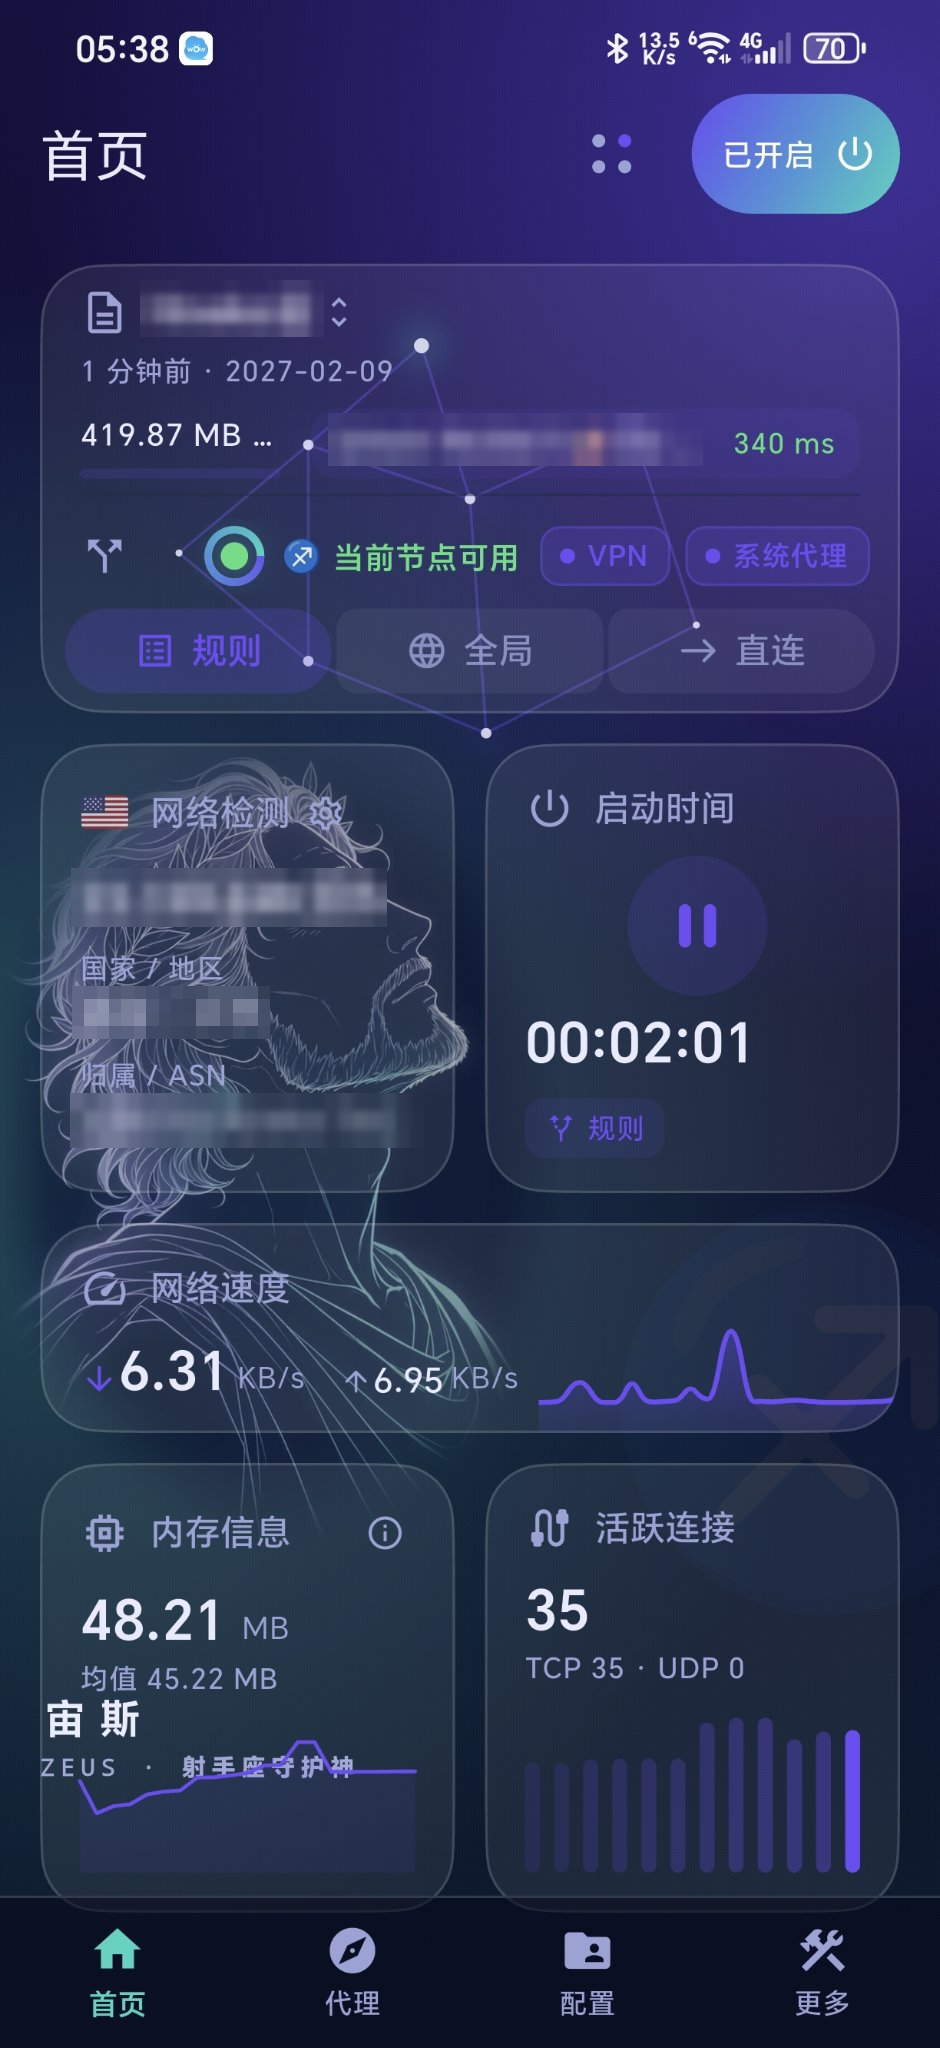 05:38
13.5 K/s
6
4G
70
首页
已开启
1 分钟前 · 2027-02-09
419.87 MB ...
340 ms
当前节点可用
VPN
系统代理
规则
全局
直连
网络检测
启动时间
国家 / 地区
归属 / ASN
00:02:01
规则
网络速度
6.31 KB/s
6.95 KB/s
内存信息
活跃连接
48.21 MB
均值 45.22 MB
35
TCP 35 · UDP 0
宙斯
ZEUS · 射手座守护神
首页
代理
配置
更多